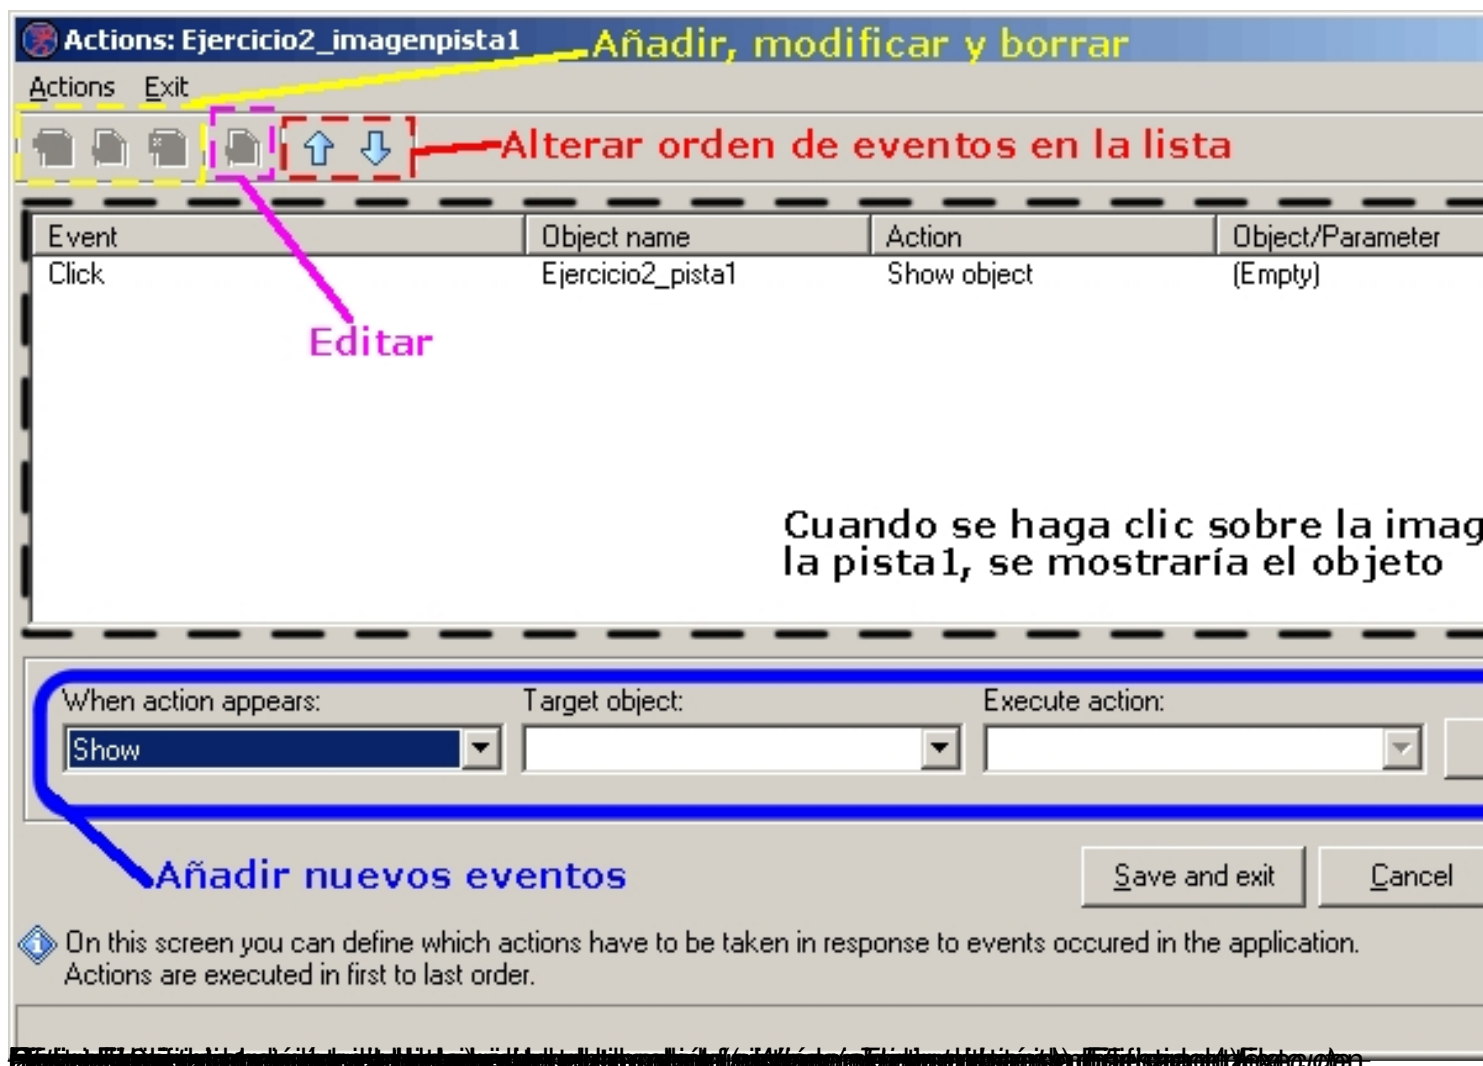 Actions: Ejercicio2_imagenpista1
Añadir, modificar y borrar
Actions Exit
Alterar orden de eventos en la lista
Event Object name Action Object/Parameter
Click Ejercicio2_pista1 Show object (Empty)
Editar
Cuando se haga clic sobre la imag
la pista1, se mostraría el objeto
When action appears: Target object: Execute action:
Show
Añadir nuevos eventos
Save and exit Cancel
On this screen you can define which actions have to be taken in response to events occured in the application.
Actions are executed in first to last order.